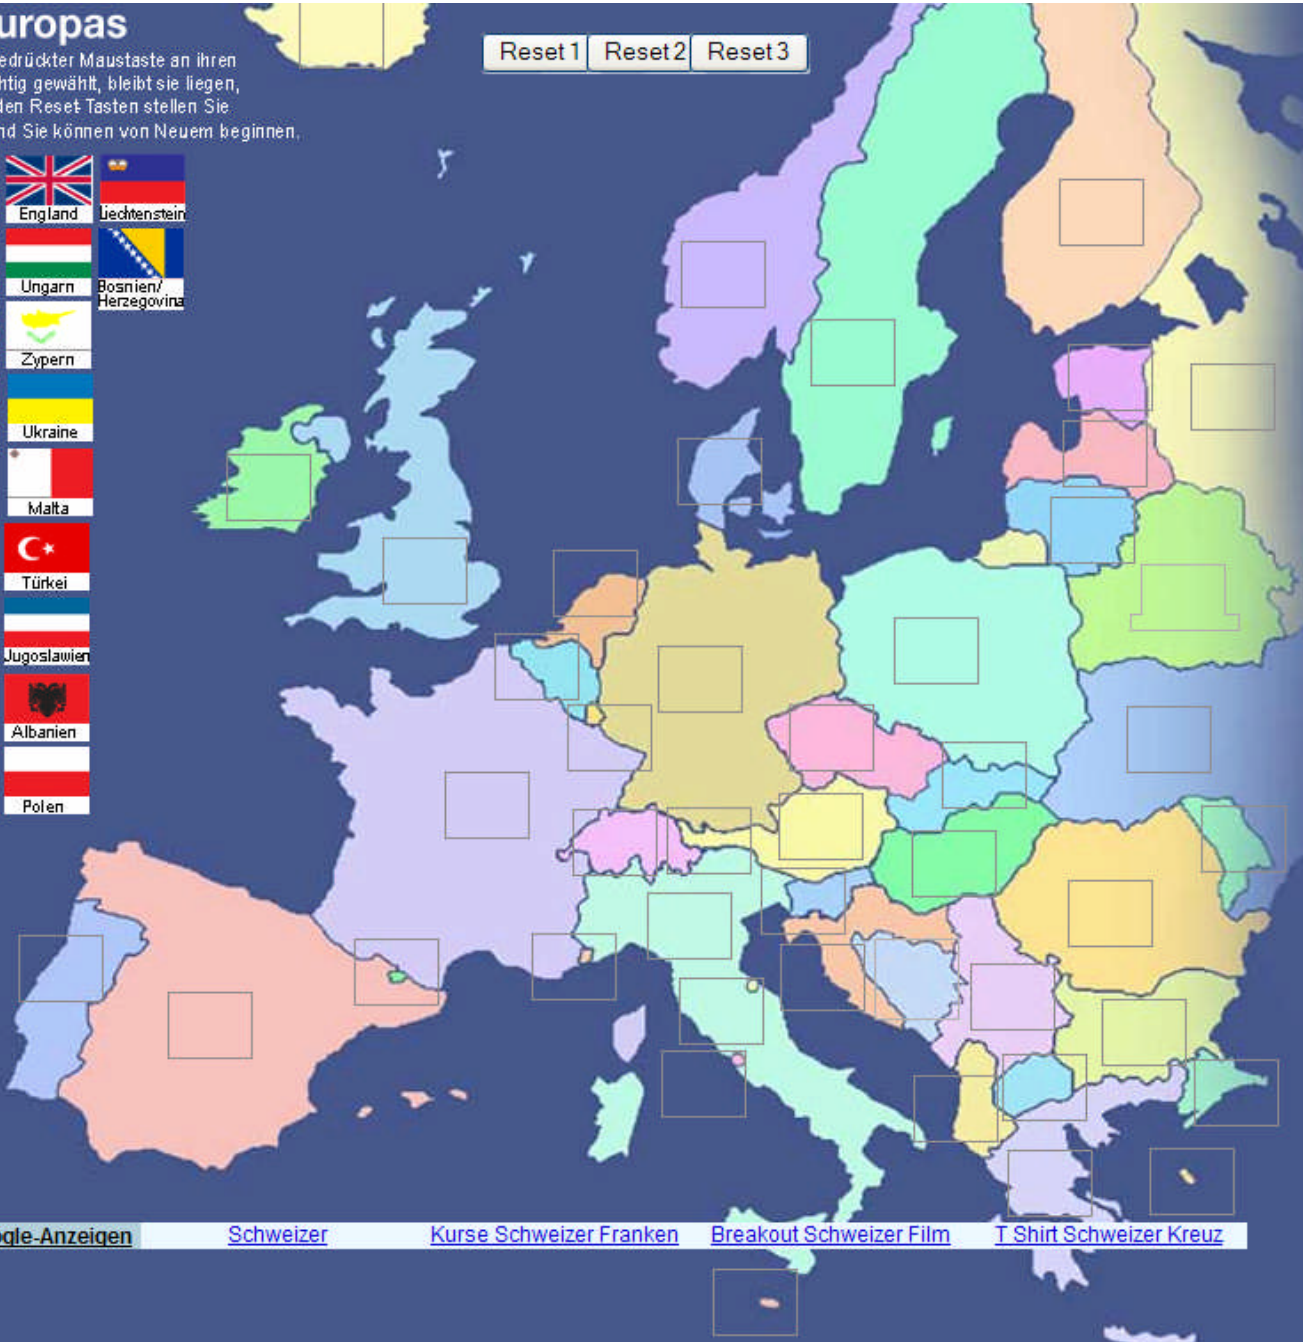 uropas
edrückter Maustaste an ihren
htig gewählt, bleibt sie liegen,
den Reset-Tasten stellen Sie
nd Sie können von Neuem beginnen.
Reset 1 Reset 2 Reset 3
England Liechtenstein
Ungarn Bosnien/
Herzegovina
Zypern
Ukraine
Malta
Türkei
Jugoslawien
Albanien
Polen
ogle-Anzeigen Schweizer Kurse Schweizer Franken Breakout Schweizer Film T Shirt Schweizer Kreuz